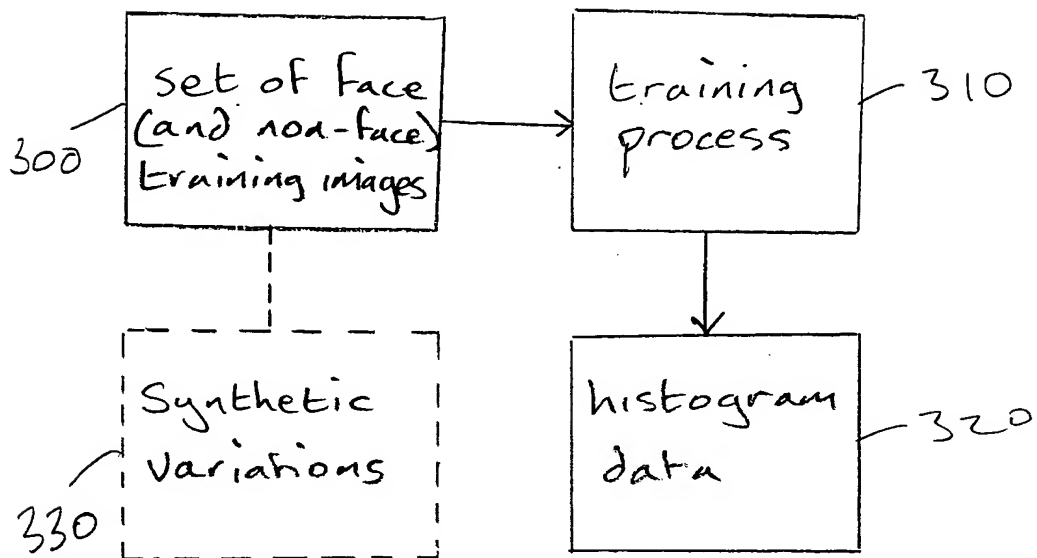 set of face
(and non-face)
training images
300
training
process
310
Synthetic
variations
330
histogram
data
320